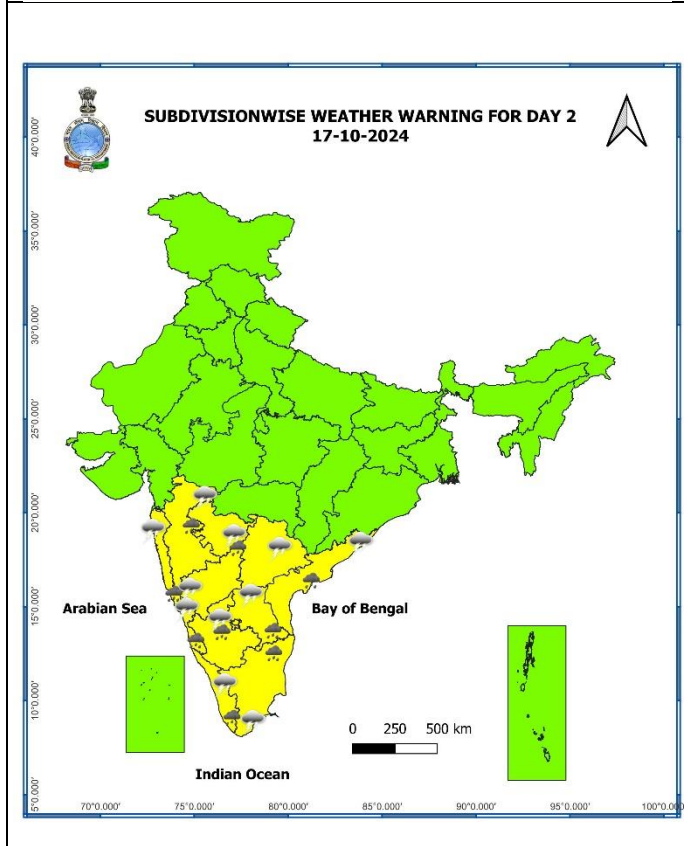 SUBDIVISIONWISE WEATHER WARNING FOR DAY 2
17-10-2024
40°0.000'
35°0.000'
30°0.000'
25°0.000'
20°0.000'
15°0.000'
10°0.000'
5°0.000'
Arabian Sea
Bay of Bengal
0 250 500 km
Indian Ocean
70°0.000' 75°0.000' 80°0.000' 85°0.000' 90°0.000' 95°0.000' 100°0.000'